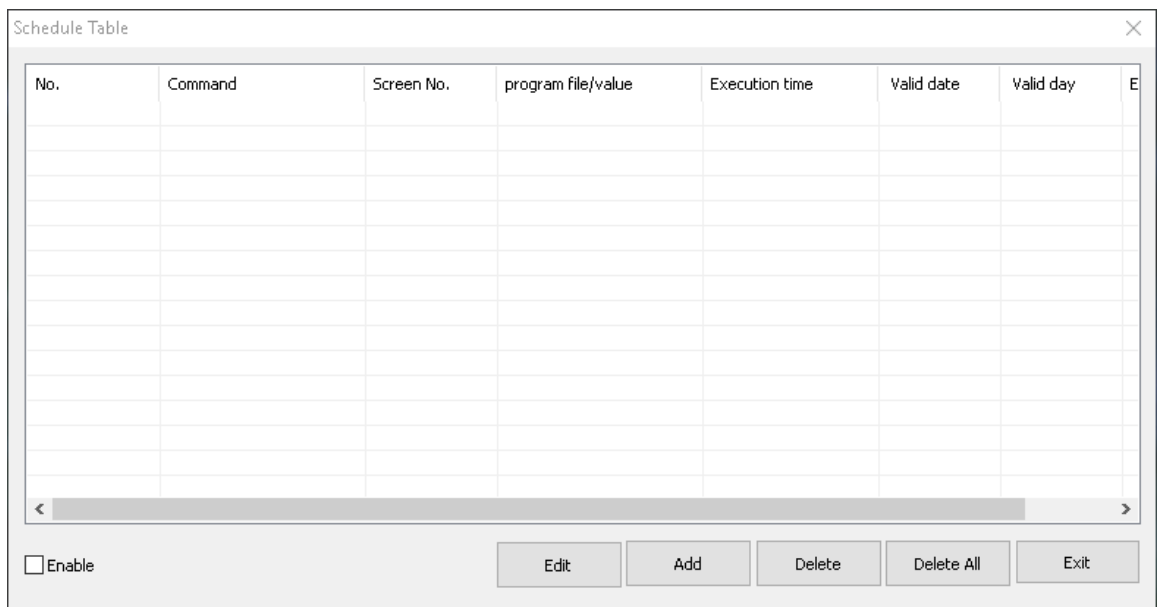 Schedule Table
No. Command Screen No. program file/value Execution time Valid date Valid day E
Enable Edit Add Delete Delete All Exit